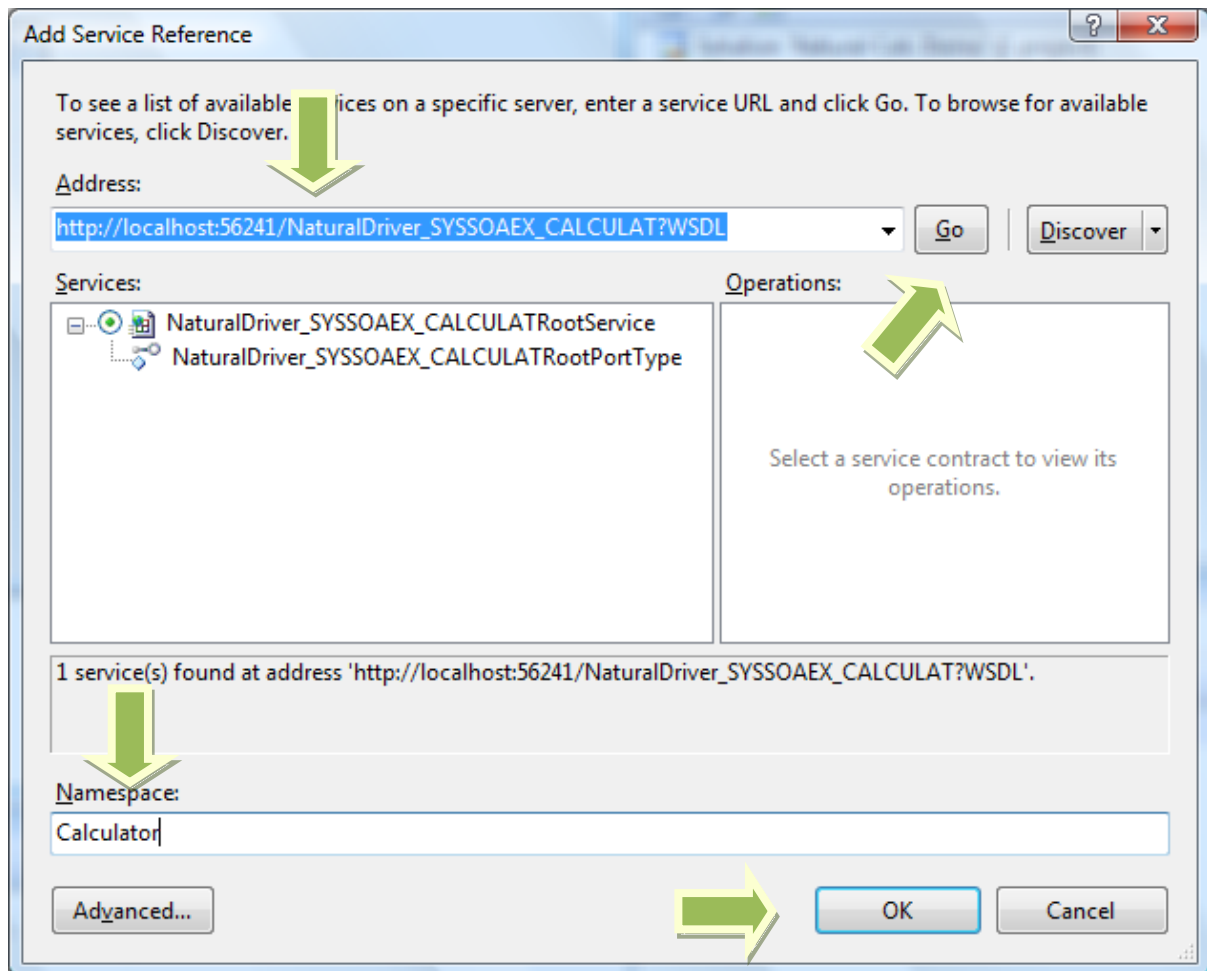 Add Service Reference
To see a list of available vices on a specific server, enter a service URL and click Go. To browse for available
services, click Discover.
Address:
http://localhost:56241/NaturalDriver_SYSSOAEX_CALCULAT?WSDL
Go
Discover
Services:
Operations:
NaturalDriver_SYSSOAEX_CALCULATRootService
NaturalDriver_SYSSOAEX_CALCULATRootPortType
Select a service contract to view its
operations.
1 service(s) found at address 'http://localhost:56241/NaturalDriver_SYSSOAEX_CALCULAT?WSDL'.
Namespace:
Calculator
Advanced...
OK
Cancel